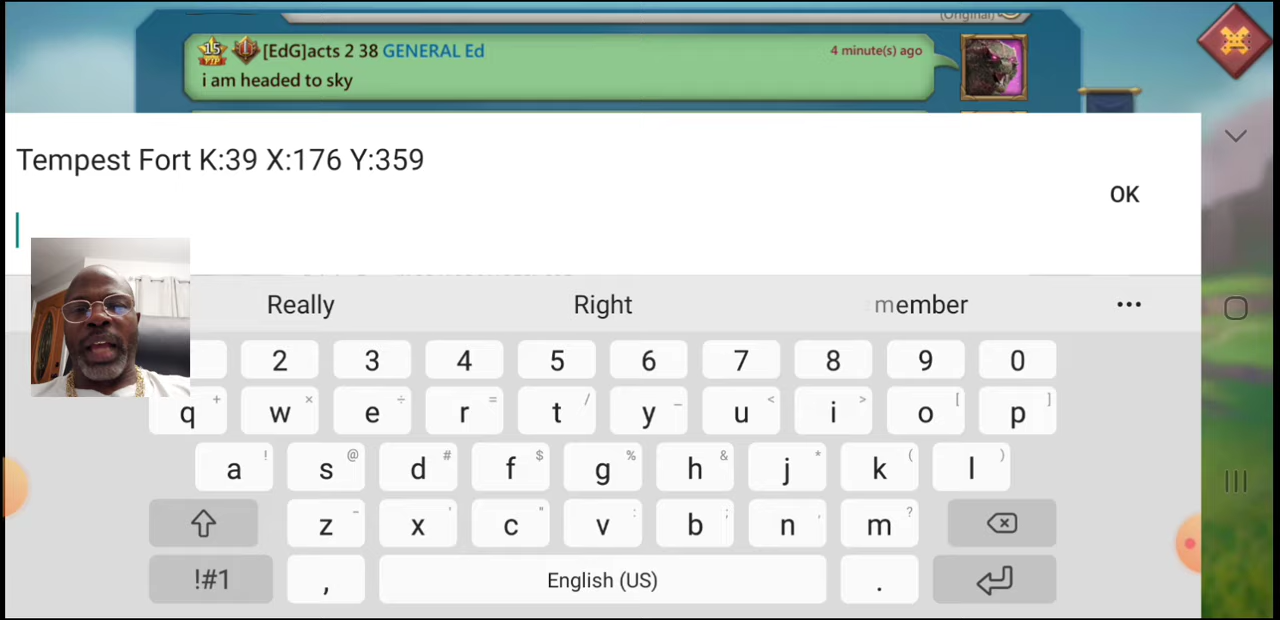 (Original)
15 VIP [EdG]acts 2 38 GENERAL Ed 4 minute(s) ago
i am headed to sky
Tempest Fort K:39 X:176 Y:359
OK
Really Right member ...
2 3 4 5 6 7 8 9 0
q + w × e ÷ r = t / y _ u < i > o [ p ]
a ! s @ d # f $ g % h & j * k ( l )
z - x ' c " v : b ; n , m ?
!#1 , English (US) .